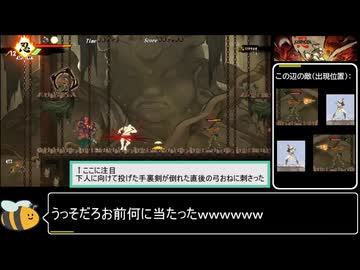 忍
Time
Score
この辺の敵(出現位置):
↑ここに注目
下人に向けて投げた手裏剣が倒れた直後の弓おねに刺さった
うっそだろお前何に当たったwwwwww